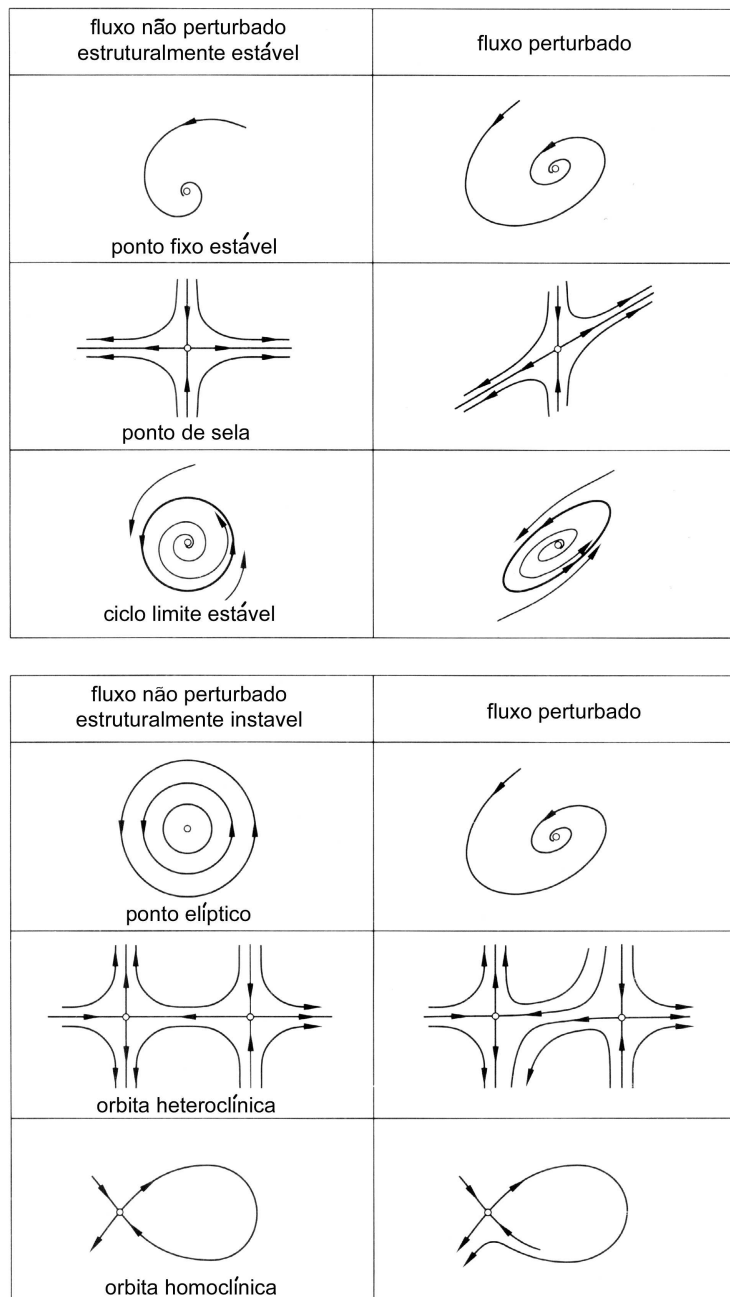 fluxo não perturbado
estruturalmente estável
fluxo perturbado
ponto fixo estável
ponto de sela
ciclo limite estável
fluxo não perturbado
estruturalmente instavel
fluxo perturbado
ponto elíptico
orbita heteroclínica
orbita homoclínica